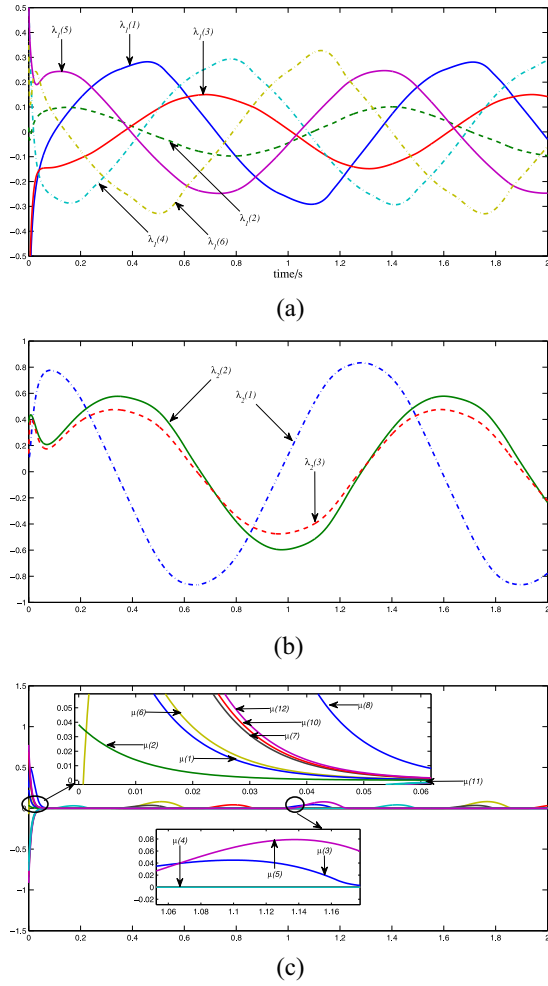 0.5
0.4
0.3
0.2
0.1
0
−0.1
−0.2
−0.3
−0.4
−0.5
λ₁(5)
λ₁(1)
λ₁(3)
λ₁(4)
λ₁(6)
λ₁(2)
0 0.2 0.4 0.6 0.8 1 1.2 1.4 1.6 1.8 2
time/s
(a)
1
0.8
0.6
0.4
0.2
0
−0.2
−0.4
−0.6
−0.8
−1
λ₂(2)
λ₂(1)
λ₂(3)
0 0.2 0.4 0.6 0.8 1 1.2 1.4 1.6 1.8 2
(b)
1.5
1
0.5
0
−0.5
−1
−1.5
0.05
0.04
0.03
0.02
0.01
0
μ(6)
μ(2)
μ(1)
μ(12)
μ(10)
μ(7)
μ(8)
μ(11)
0 0.01 0.02 0.03 0.04 0.05 0.06
0.08
0.06
0.04
0.02
0
−0.02
μ(4)
μ(5)
μ(3)
1.06 1.08 1.1 1.12 1.14 1.16
0 0.2 0.4 0.6 0.8 1 1.2 1.4 1.6 1.8 2
(c)